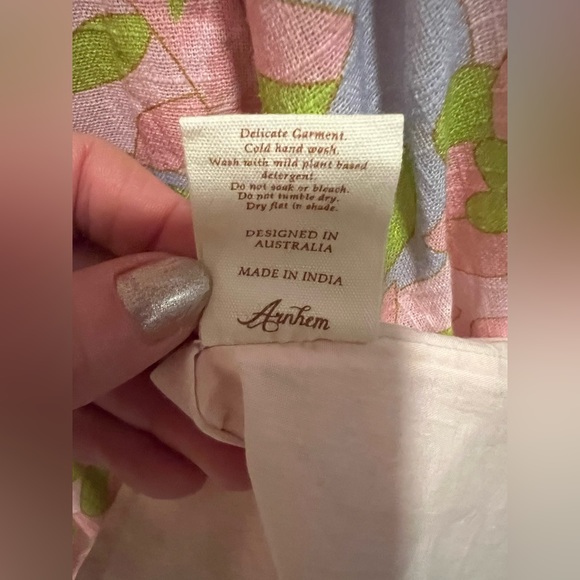 Delicate Garment.
Cold hand wash.
Wash with mild plant based
detergent.
Do not soak or bleach.
Do not tumble dry.
Dry flat in shade.
DESIGNED IN
AUSTRALIA
MADE IN INDIA
Arnhem